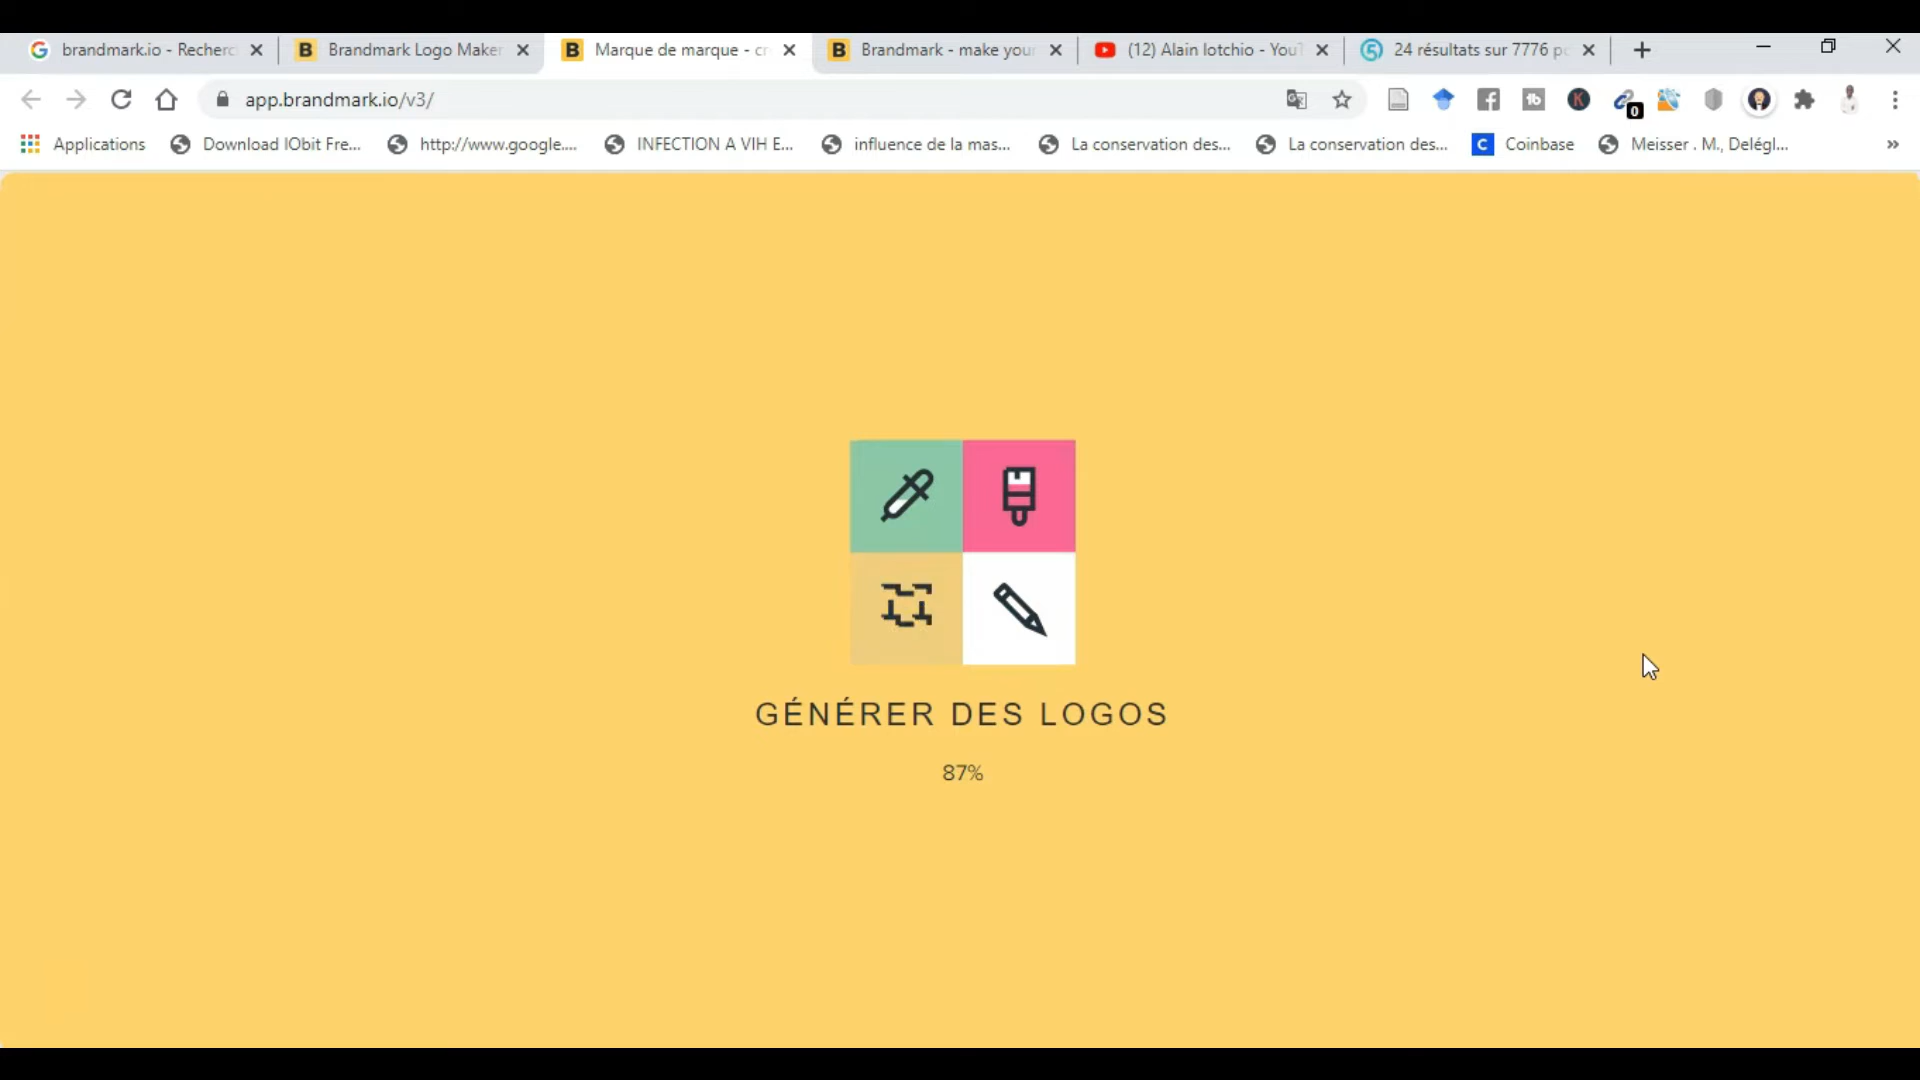 brandmark.io - Recherc
Brandmark Logo Maker
Marque de marque - cr
Brandmark - make your
(12) Alain lotchio - YouT
24 résultats sur 7776 p
app.brandmark.io/v3/
0
Applications
Download IObit Fre...
http://www.google....
INFECTION A VIH E...
influence de la mas...
La conservation des...
La conservation des...
Coinbase
Meisser . M., Delégl...
GÉNÉRER DES LOGOS
87%